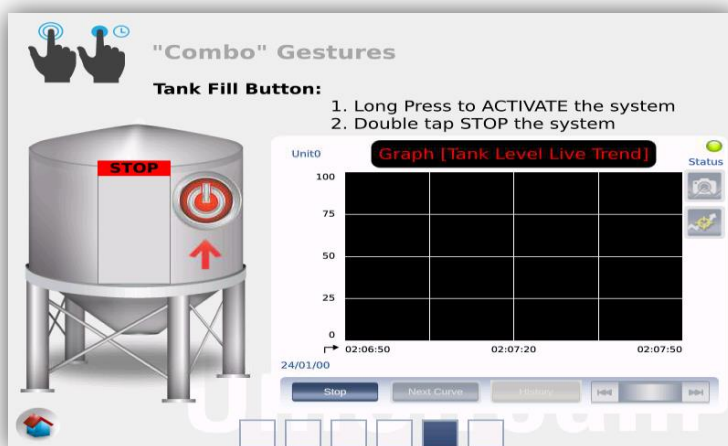 "Combo" Gestures
Tank Fill Button:
1. Long Press to ACTIVATE the system
2. Double tap STOP the system
Unit0
Graph [Tank Level Live Trend]
Status
STOP
100
75
50
25
0
02:06:50
02:07:20
02:07:50
24/01/00
Stop
Next Curve
History